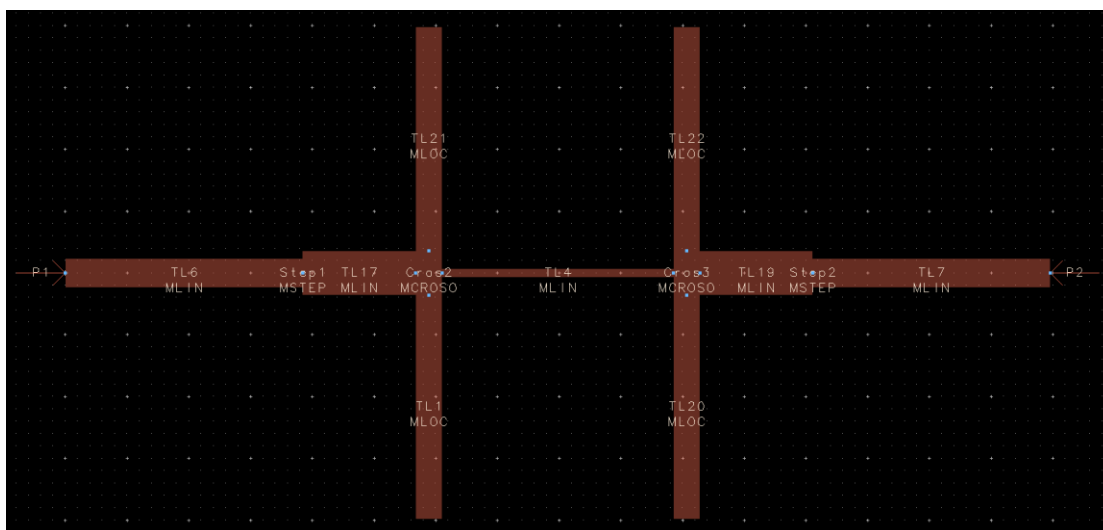 TL21
MLOC
TL22
MLOC
P1
TL6
MLIN
Step1
MSTEP
TL17
MLIN
Cros2
MCROSO
TL4
MLIN
Cros3
MCROSO
TL19
MLIN
Step2
MSTEP
TL7
MLIN
P2
TL1
MLOC
TL20
MLOC